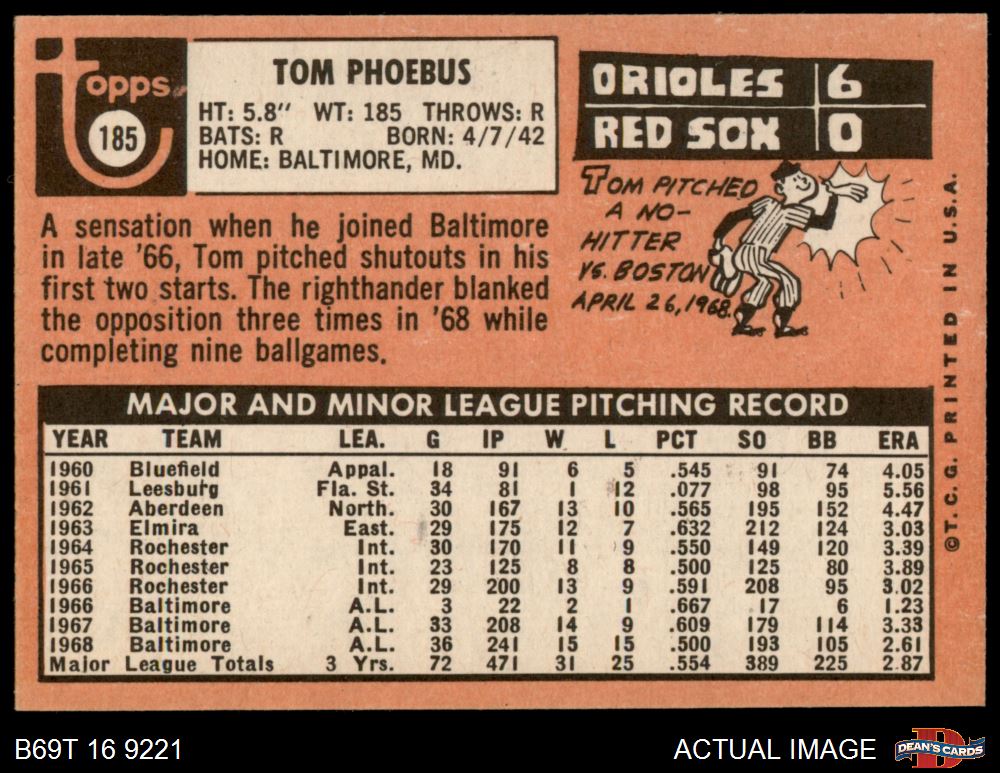 Topps
185
TOM PHOEBUS
HT: 5.8" WT: 185 THROWS: R
BATS: R BORN: 4/7/42
HOME: BALTIMORE, MD.
A sensation when he joined Baltimore
in late '66, Tom pitched shutouts in his
first two starts. The righthander blanked
the opposition three times in '68 while
completing nine ballgames.
ORIOLES 6
RED SOX 0
TOM PITCHED
A NO-
HITTER
VS. BOSTON
APRIL 26, 1968.
MAJOR AND MINOR LEAGUE PITCHING RECORD
YEAR TEAM LEA. G IP W L PCT SO BB ERA
1960 Bluefield Appal. 18 91 6 5 .545 91 74 4.05
1961 Leesburg Fla. St. 34 81 1 12 .077 98 95 5.56
1962 Aberdeen North. 30 167 13 10 .565 195 152 4.47
1963 Elmira East. 29 175 12 7 .632 212 124 3.03
1964 Rochester Int. 30 170 11 9 .550 149 120 3.39
1965 Rochester Int. 23 125 8 8 .500 125 80 3.89
1966 Rochester Int. 29 200 13 9 .591 208 95 3.02
1966 Baltimore A.L. 3 22 2 1 .667 17 6 1.23
1967 Baltimore A.L. 33 208 14 9 .609 179 114 3.33
1968 Baltimore A.L. 36 241 15 15 .500 193 105 2.61
Major League Totals 3 Yrs. 72 471 31 25 .554 389 225 2.87
©T.C.G. PRINTED IN U.S.A.
B69T 16 9221
ACTUAL IMAGE
D
DEAN'S CARDS